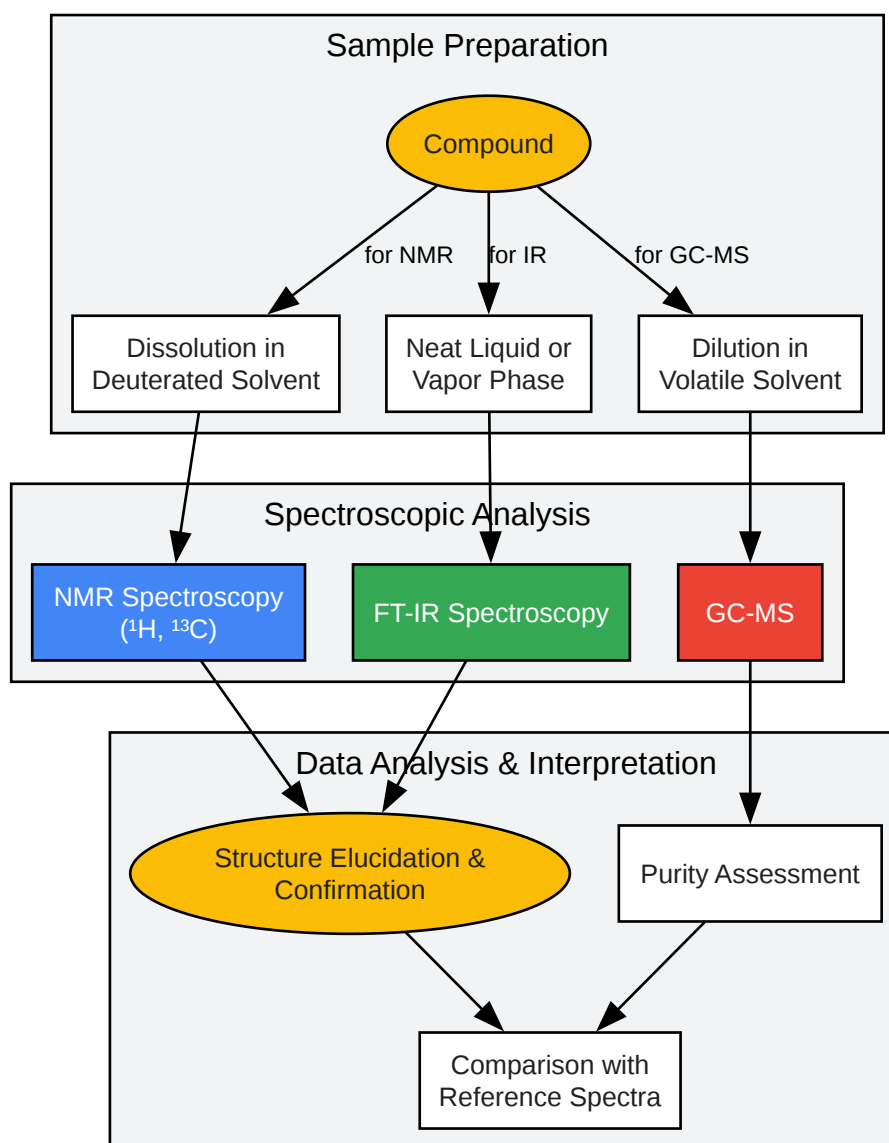 Sample Preparation
Compound
for NMR
for IR
for GC-MS
Dissolution in
Deuterated Solvent
Neat Liquid or
Vapor Phase
Dilution in
Volatile Solvent
Spectroscopic Analysis
NMR Spectroscopy
(¹H, ¹³C)
FT-IR Spectroscopy
GC-MS
Data Analysis & Interpretation
Structure Elucidation &
Confirmation
Purity Assessment
Comparison with
Reference Spectra